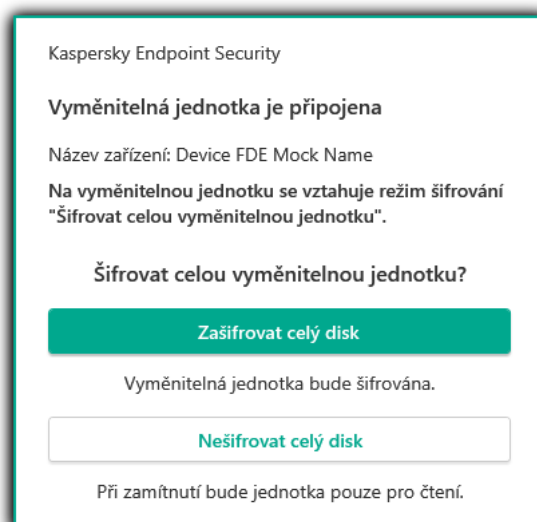 Kaspersky Endpoint Security
Vyměnitelná jednotka je připojena
Název zařízení: Device FDE Mock Name
Na vyměnitelnou jednotku se vztahuje režim šifrování
"Šifrovat celou vyměnitelnou jednotku".
Šifrovat celou vyměnitelnou jednotku?
Zašifrovat celý disk
Vyměnitelná jednotka bude šifrována.
Nešifrovat celý disk
Při zamítnutí bude jednotka pouze pro čtení.